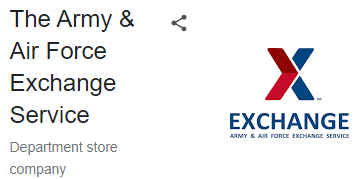 The Army &
Air Force
Exchange
Service
Department store
company
EXCHANGE
ARMY & AIR FORCE EXCHANGE SERVICE